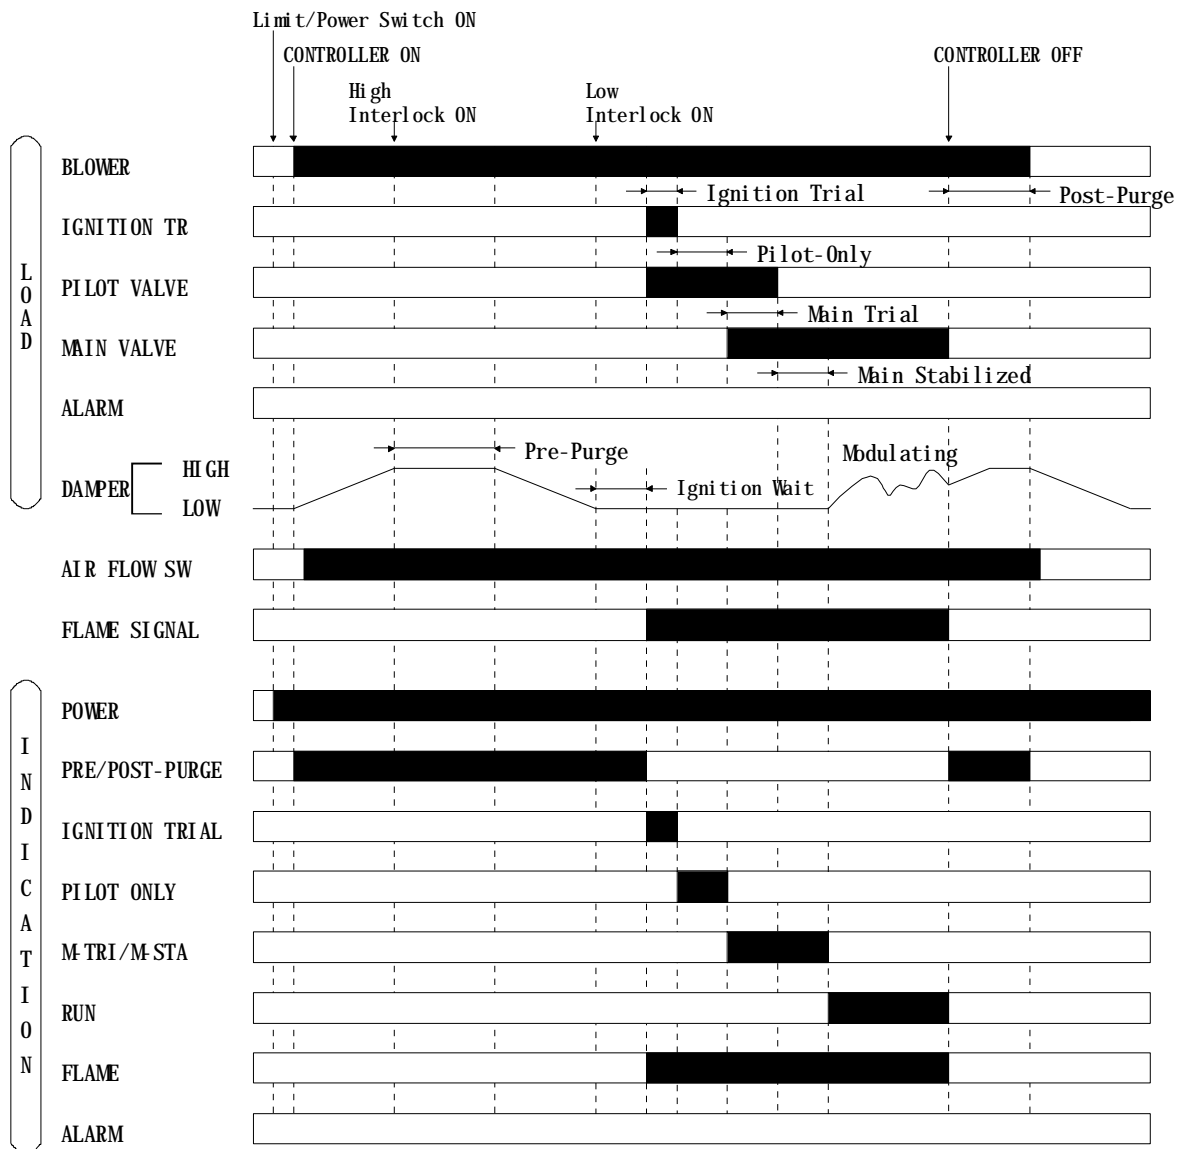 Limit/Power Switch ON
CONTROLLER ON
CONTROLLER OFF
High
Interlock ON
Low
Interlock ON
LOAD
BLOWER
Ignition Trial
Post-Purge
IGNITION TR
Pilot-Only
PILOT VALVE
Main Trial
MAIN VALVE
Main Stabilized
ALARM
Pre-Purge
Modulating
DAMPER
HIGH
LOW
Ignition Wait
AIR FLOW SW
FLAME SIGNAL
INDICATION
POWER
PRE/POST-PURGE
IGNITION TRIAL
PILOT ONLY
M-TRI/M-STA
RUN
FLAME
ALARM